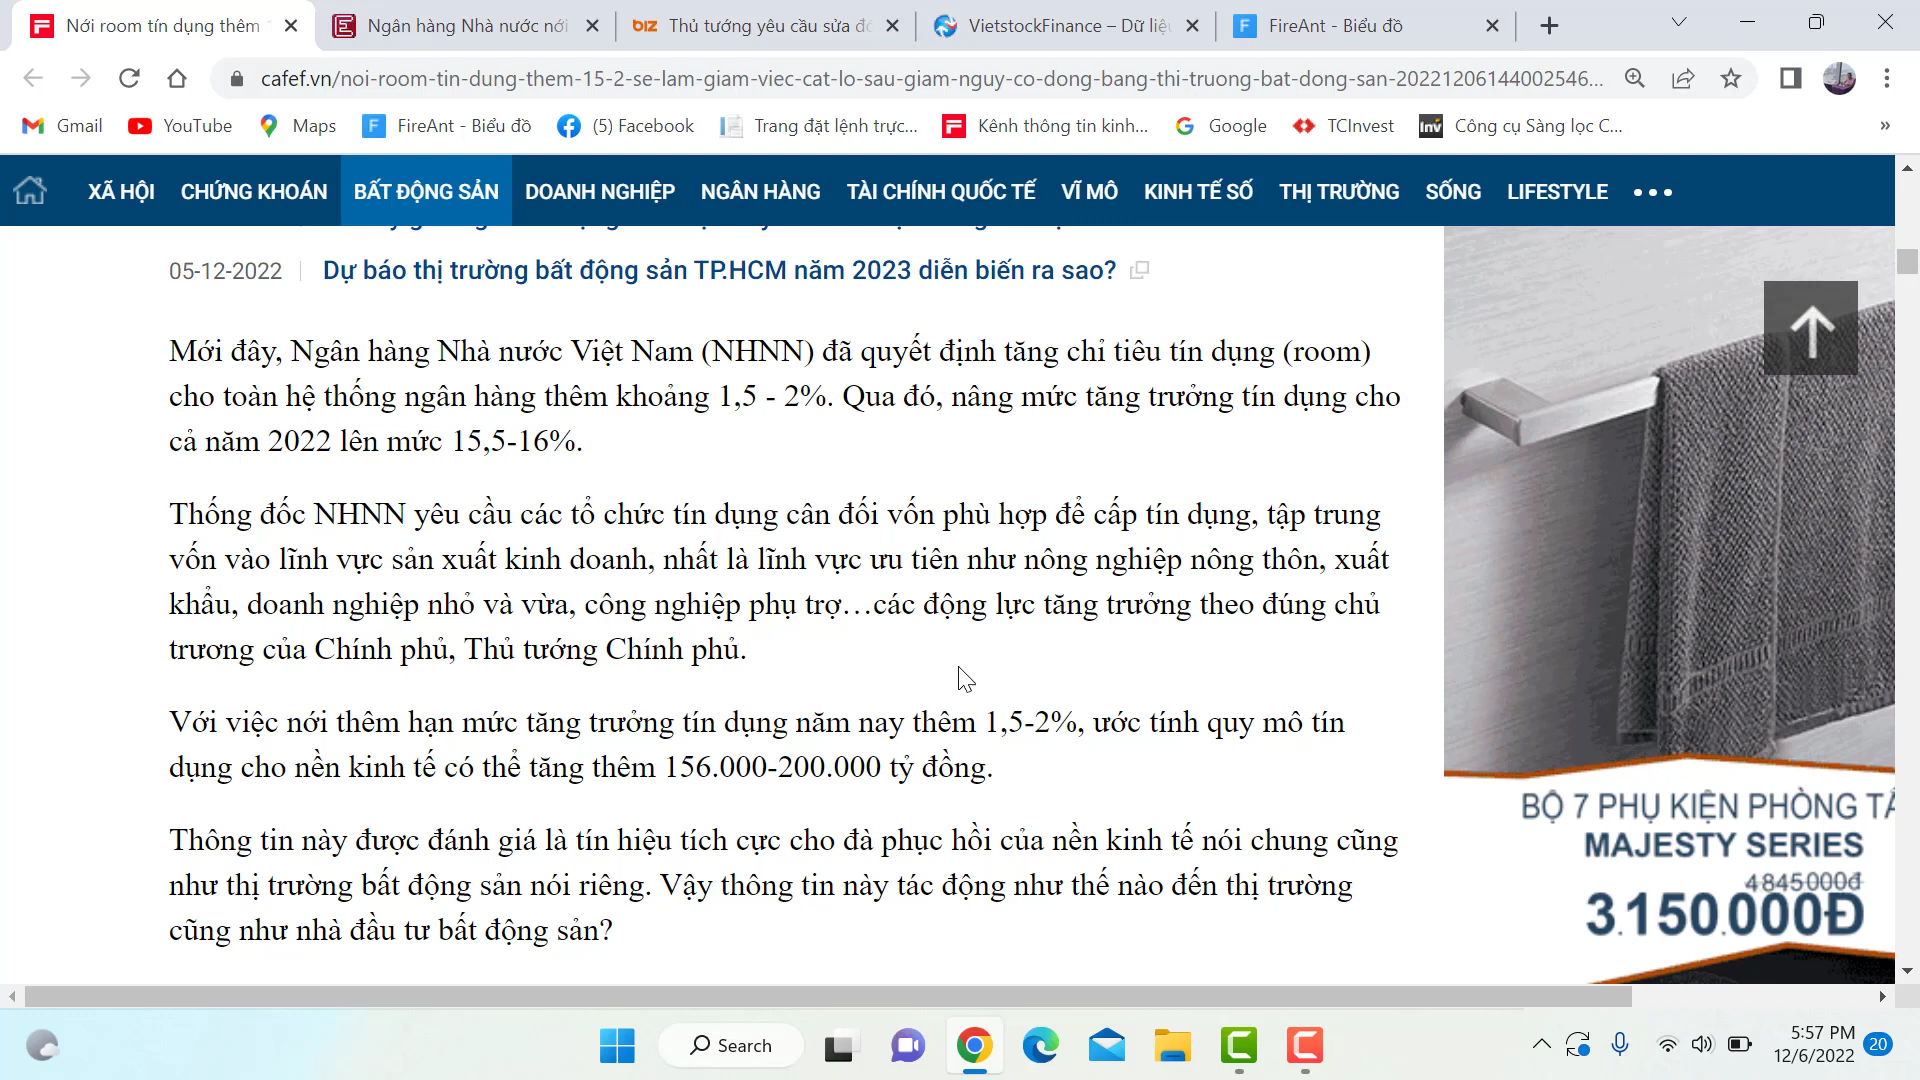 Nới room tín dụng thêm
Ngân hàng Nhà nước nới
Thủ tướng yêu cầu sửa
VietstockFinance – Dữ
FireAnt - Biểu đồ
cafef.vn/noi-room-tin-dung-them-15-2-se-lam-giam-viec-cat-lo-sau-giam-nguy-co-dong-bang-thi-truong-bat-dong-san-20221206144002546...
Gmail
YouTube
Maps
FireAnt - Biểu đồ
(5) Facebook
Trang đặt lệnh trực...
Kênh thông tin kinh...
Google
TCInvest
Công cụ Sàng lọc C...
XÃ HỘI
CHỨNG KHOÁN
BẤT ĐỘNG SẢN
DOANH NGHIỆP
NGÂN HÀNG
TÀI CHÍNH QUỐC TẾ
VĨ MÔ
KINH TẾ SỐ
THỊ TRƯỜNG
SỐNG
LIFESTYLE
05-12-2022
Dự báo thị trường bất động sản TP.HCM năm 2023 diễn biến ra sao?
Mới đây, Ngân hàng Nhà nước Việt Nam (NHNN) đã quyết định tăng chỉ tiêu tín dụng (room)
cho toàn hệ thống ngân hàng thêm khoảng 1,5 - 2%. Qua đó, nâng mức tăng trưởng tín dụng cho
cả năm 2022 lên mức 15,5-16%.
Thống đốc NHNN yêu cầu các tổ chức tín dụng cân đối vốn phù hợp để cấp tín dụng, tập trung
vốn vào lĩnh vực sản xuất kinh doanh, nhất là lĩnh vực ưu tiên như nông nghiệp nông thôn, xuất
khẩu, doanh nghiệp nhỏ và vừa, công nghiệp phụ trợ…các động lực tăng trưởng theo đúng chủ
trương của Chính phủ, Thủ tướng Chính phủ.
Với việc nới thêm hạn mức tăng trưởng tín dụng năm nay thêm 1,5-2%, ước tính quy mô tín
dụng cho nền kinh tế có thể tăng thêm 156.000-200.000 tỷ đồng.
Thông tin này được đánh giá là tín hiệu tích cực cho đà phục hồi của nền kinh tế nói chung cũng
như thị trường bất động sản nói riêng. Vậy thông tin này tác động như thế nào đến thị trường
cũng như nhà đầu tư bất động sản?
BỘ 7 PHỤ KIỆN PHÒNG
MAJESTY SERIES
4845000đ
3.150.000Đ
Search
5:57 PM
12/6/2022
20